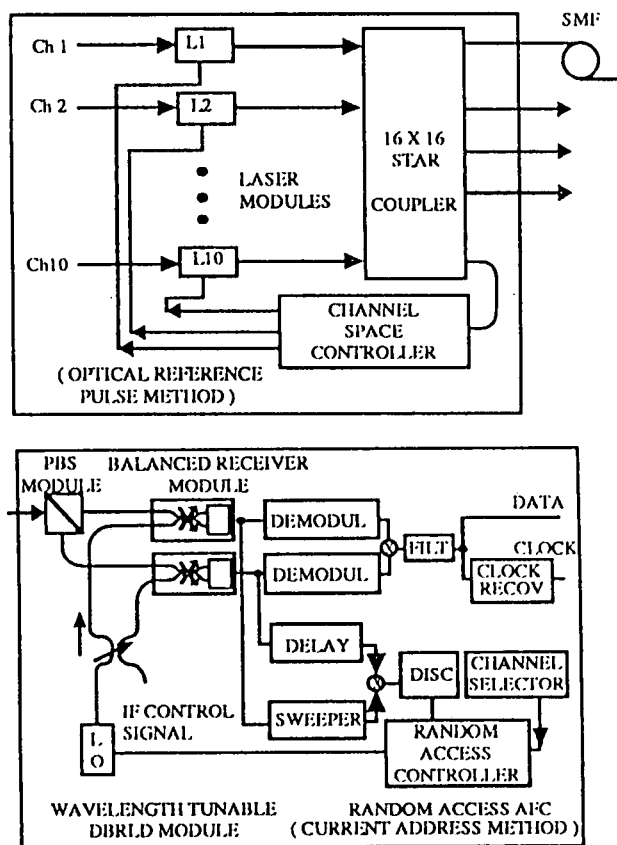 SMF
Ch 1
L1
Ch 2
L2
16 X 16
STAR
COUPLER
LASER
MODULES
Ch10
L10
CHANNEL
SPACE
CONTROLLER
( OPTICAL REFERENCE
PULSE METHOD )
PBS
MODULE
BALANCED RECEIVER
MODULE
DATA
DEMODUL
FILT
CLOCK
DEMODUL
CLOCK
RECOV
DELAY
DISC
CHANNEL
SELECTOR
SWEEPER
IF CONTROL
SIGNAL
L
O
RANDOM
ACCESS
CONTROLLER
WAVELENGTH TUNABLE
DBRLD MODULE
RANDOM ACCESS AFC
( CURRENT ADDRESS METHOD )